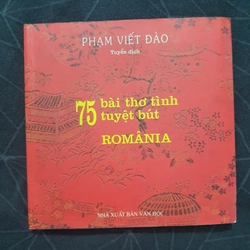 PHẠM VIẾT ĐÀO
Tuyển dịch
75 bài thơ tình
tuyệt bút
ROMÂNIA
NHÀ XUẤT BẢN VĂN HỌC